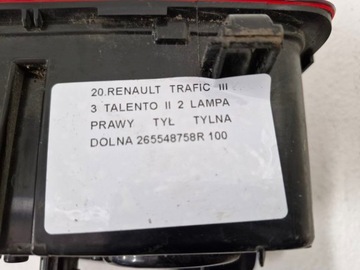 20.RENAULT TRAFIC III
3 TALENTO II 2 LAMPA
PRAWY TYŁ TYLNA
DOLNA 265548758R 100